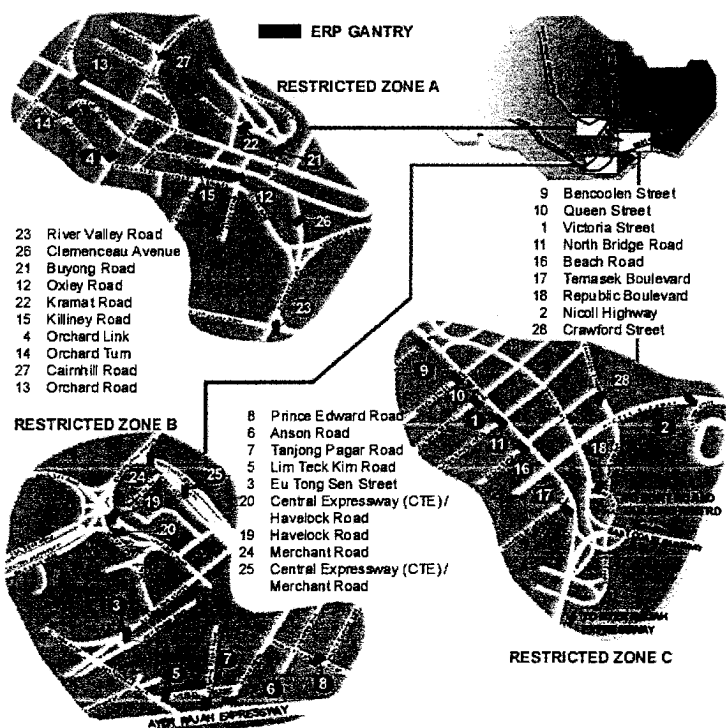 ERP GANTRY
RESTRICTED ZONE A
13
27
14
22
4
21
15
12
26
23
23 River Valley Road
26 Clemenceau Avenue
21 Buyong Road
12 Oxley Road
22 Kramat Road
15 Killiney Road
4 Orchard Link
14 Orchard Turn
27 Cairnhill Road
13 Orchard Road
9 Bencoolen Street
10 Queen Street
1 Victoria Street
11 North Bridge Road
16 Beach Road
17 Temasek Boulevard
18 Republic Boulevard
2 Nicoll Highway
28 Crawford Street
RESTRICTED ZONE B
24
25
19
20
3
7
5
6
8
AYER RAJAH EXPRESSWAY
8 Prince Edward Road
6 Anson Road
7 Tanjong Pagar Road
5 Lim Teck Kim Road
3 Eu Tong Sen Street
20 Central Expressway (CTE)/
Havelock Road
19 Havelock Road
24 Merchant Road
25 Central Expressway (CTE)/
Merchant Road
9
28
10
2
1
11
18
16
17
EXPRESSWAY
RESTRICTED ZONE C